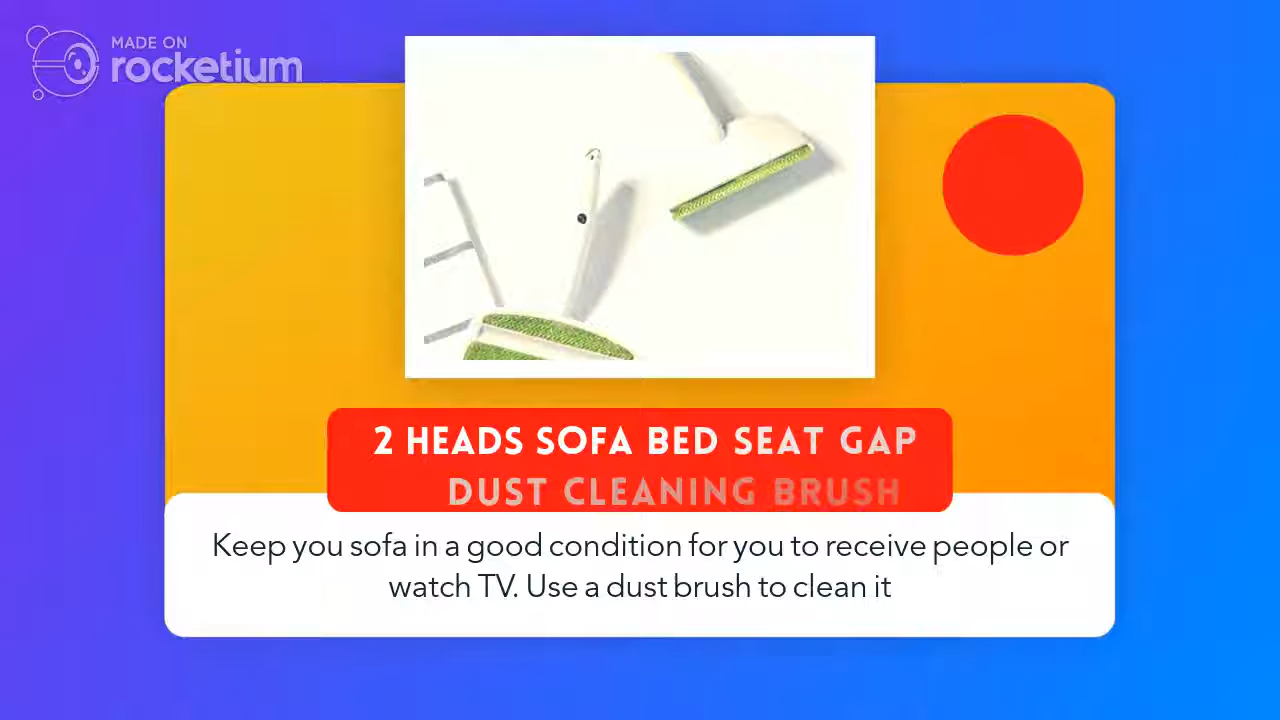 MADE ON
rocketium
2 HEADS SOFA BED SEAT GAP
DUST CLEANING BRUSH
Keep you sofa in a good condition for you to receive people or
watch TV. Use a dust brush to clean it